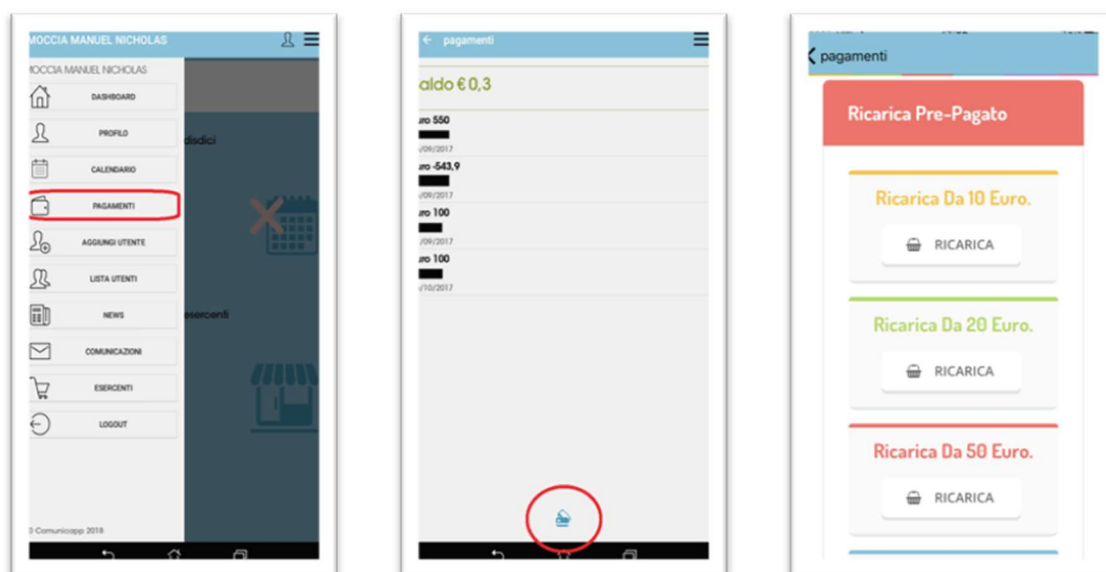 MOCCIA MANUEL NICHOLAS
MOCCIA MANUEL NICHOLAS
DASHBOARD
PROFILO
CALENDARIO
PAGAMENTI
AGGIUNGI UTENTE
LISTA UTENTI
NEWS
COMUNICAZIONI
ESERCENTI
LOGOUT
disdici
esercenti
© Comunicapp 2018
← pagamenti
aldo € 0,3
uro 550
/09/2017
uro -543,9
/09/2017
uro 100
/09/2017
uro 100
/10/2017
pagamenti
Ricarica Pre-Pagato
Ricarica Da 10 Euro.
RICARICA
Ricarica Da 20 Euro.
RICARICA
Ricarica Da 50 Euro.
RICARICA